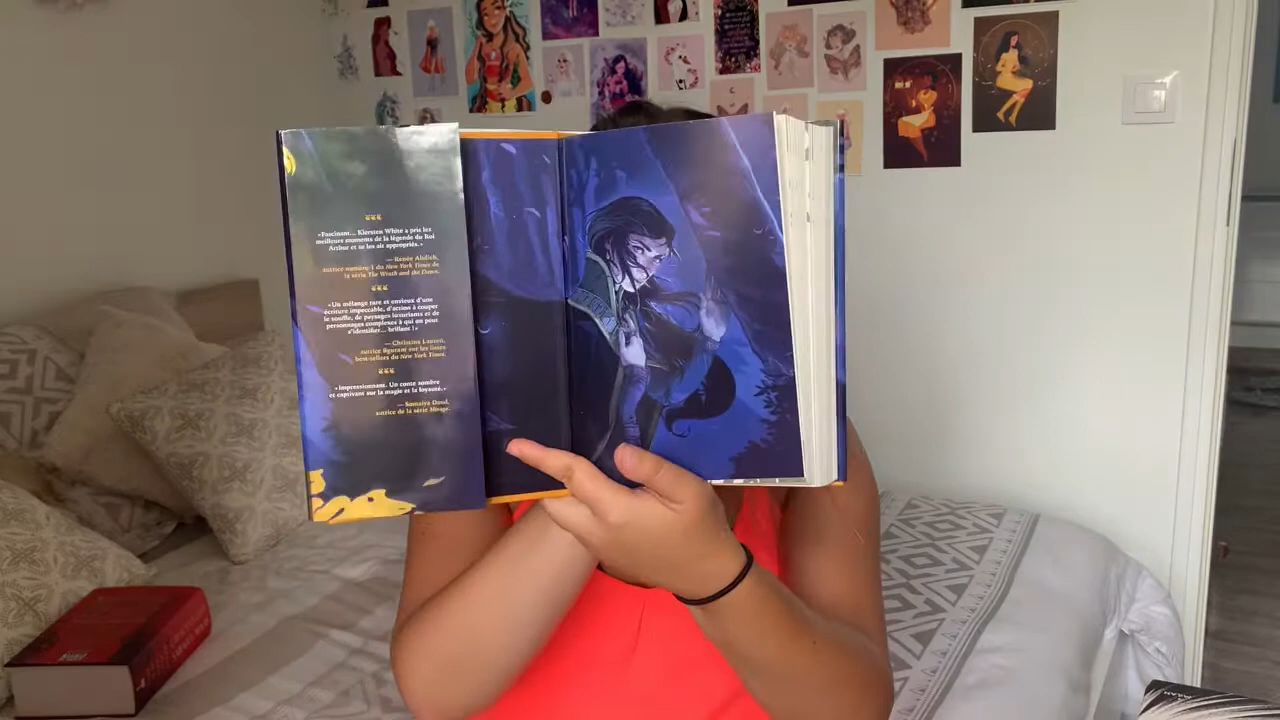 «Fascinant... Kiersten White a pris les
meilleurs moments de la légende du Roi
Arthur et se les ait appropriés.»
— Renée Ahdieh,
autrice numéro 1 du New York Times de
la série The Wrath and the Dawn.
«Un mélange rare et envieux d'une
écriture impeccable, d'action à couper
le souffle, de paysages luxuriants et de
personnages complexes à qui on peut
s'identifier... brillant !»
— Christina Lauren,
autrice figurant sur les listes
best-sellers du New York Times.
«Impressionnant. Un conte sombre
et captivant sur la magie et la loyauté.»
— Somaiya Daud,
autrice de la série Mirage.